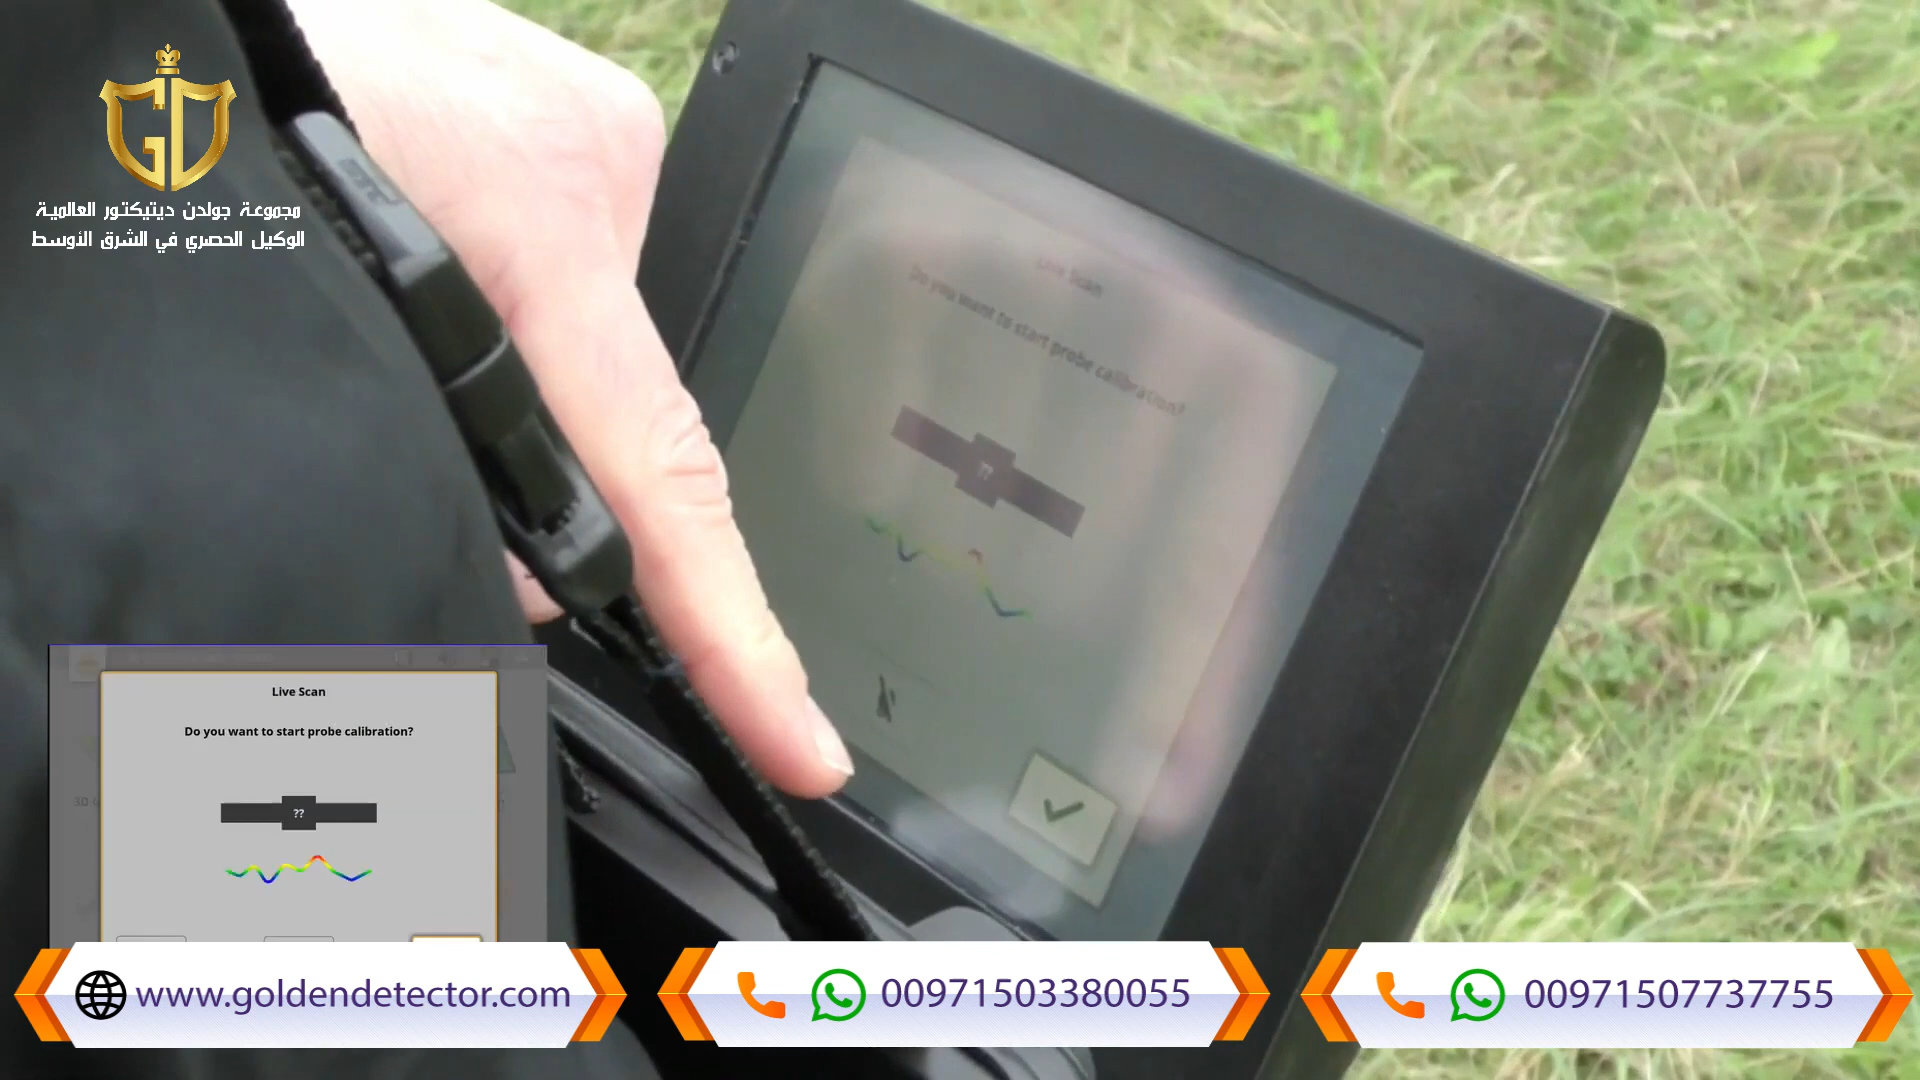 GD
مجموعة جولدن ديتيكتور العالمية
الوكيل الحصري في الشرق الأوسط
Live Scan
Do you want to start probe calibration?
??
Live Scan
Do you want to start probe calibration?
??
www.goldendetector.com
00971503380055
00971507737755